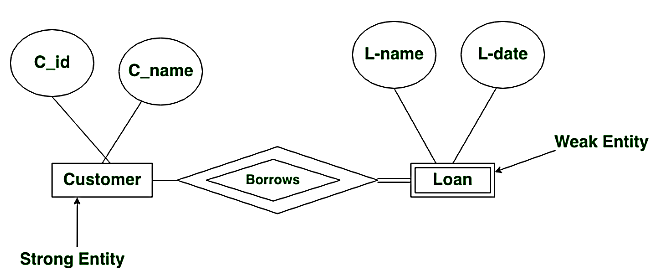 C_id
C_name
L-name
L-date
Weak Entity
Customer
Borrows
Loan
Strong Entity